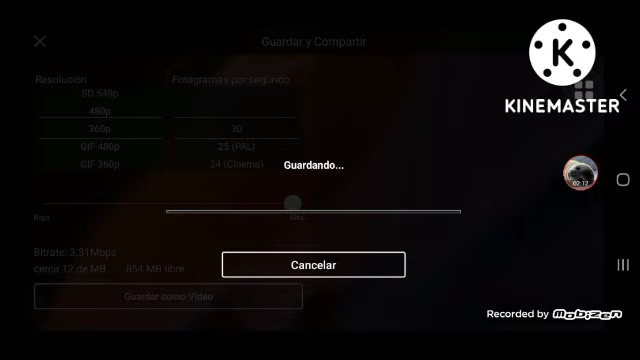 Guardar y Compartir
KINEMASTER
Resolución
Fotogramas por segundo
SD 540p
480p
360p
30
GIF 480p
25 (PAL)
GIF 360p
24 (Cinema)
Guardando...
02:12
Bajo
Alta
Bitrate: 3.31Mbps
cerca 12 de MB
854 MB libre
Cancelar
Guardar como Video
Recorded by Mobizen